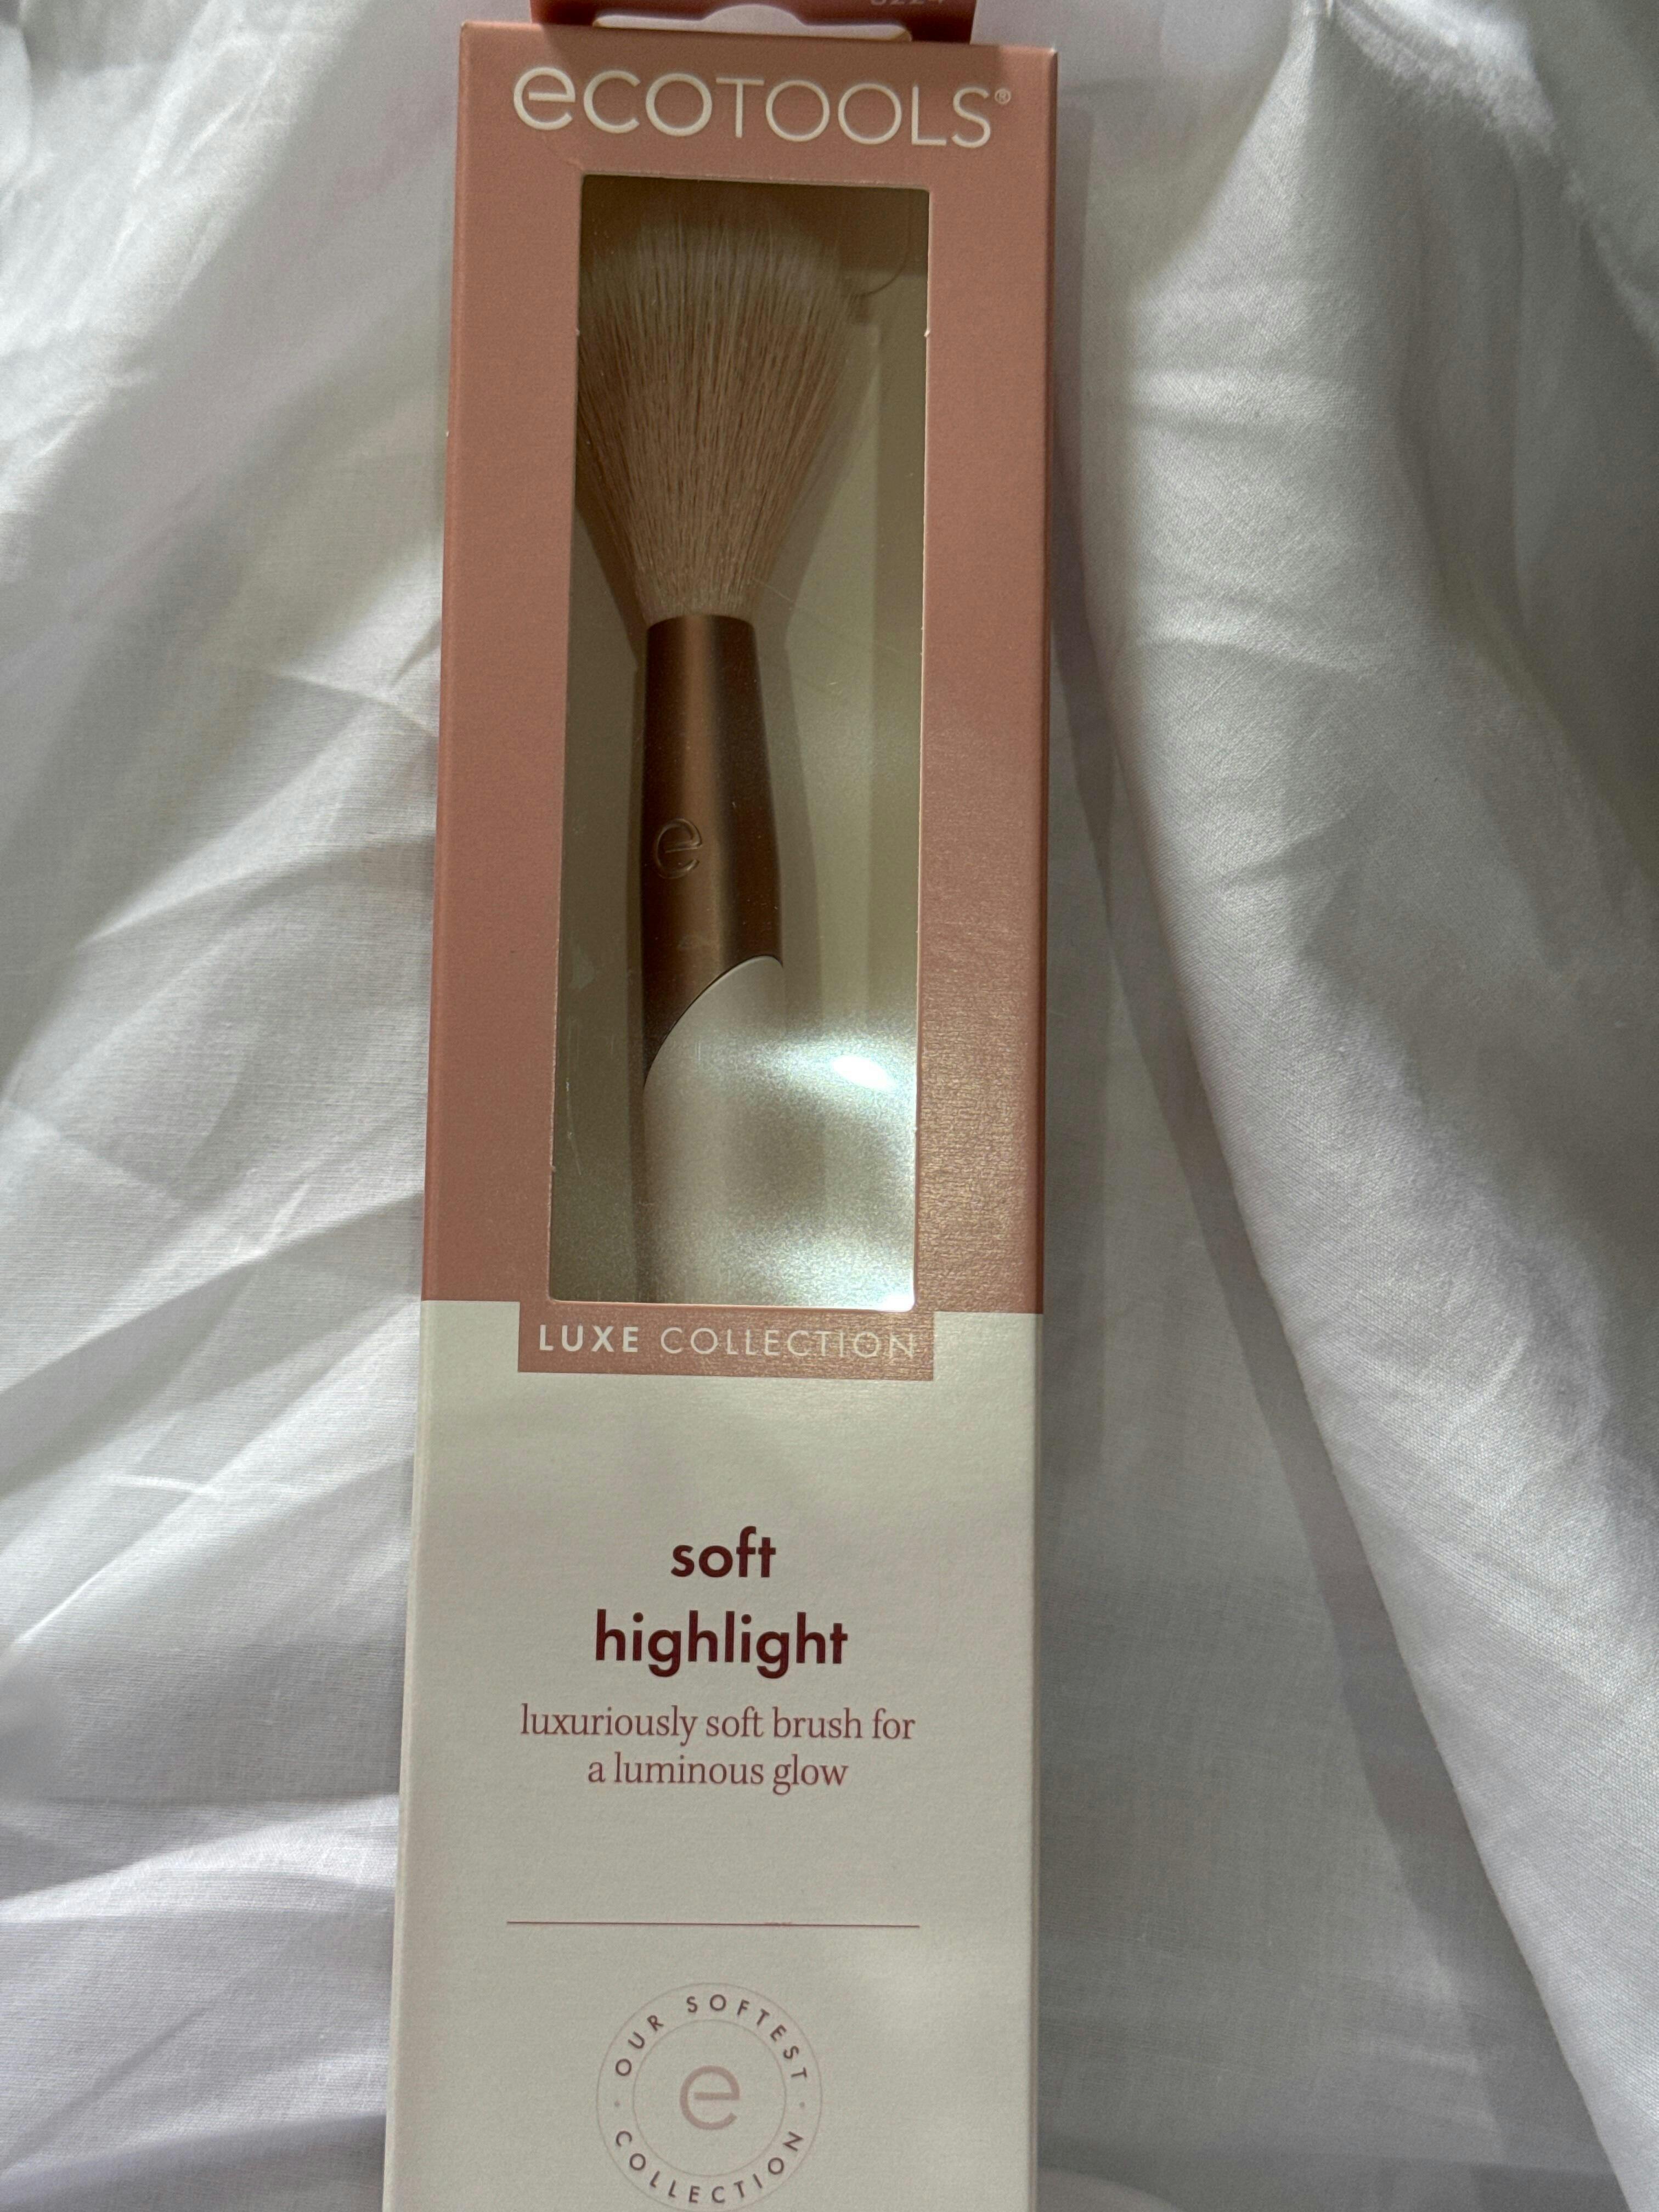 ecoTOOLS®
e
LUXE COLLECTION
soft
highlight
luxuriously soft brush for
a luminous glow
OUR SOFTEST
e
COLLECTION